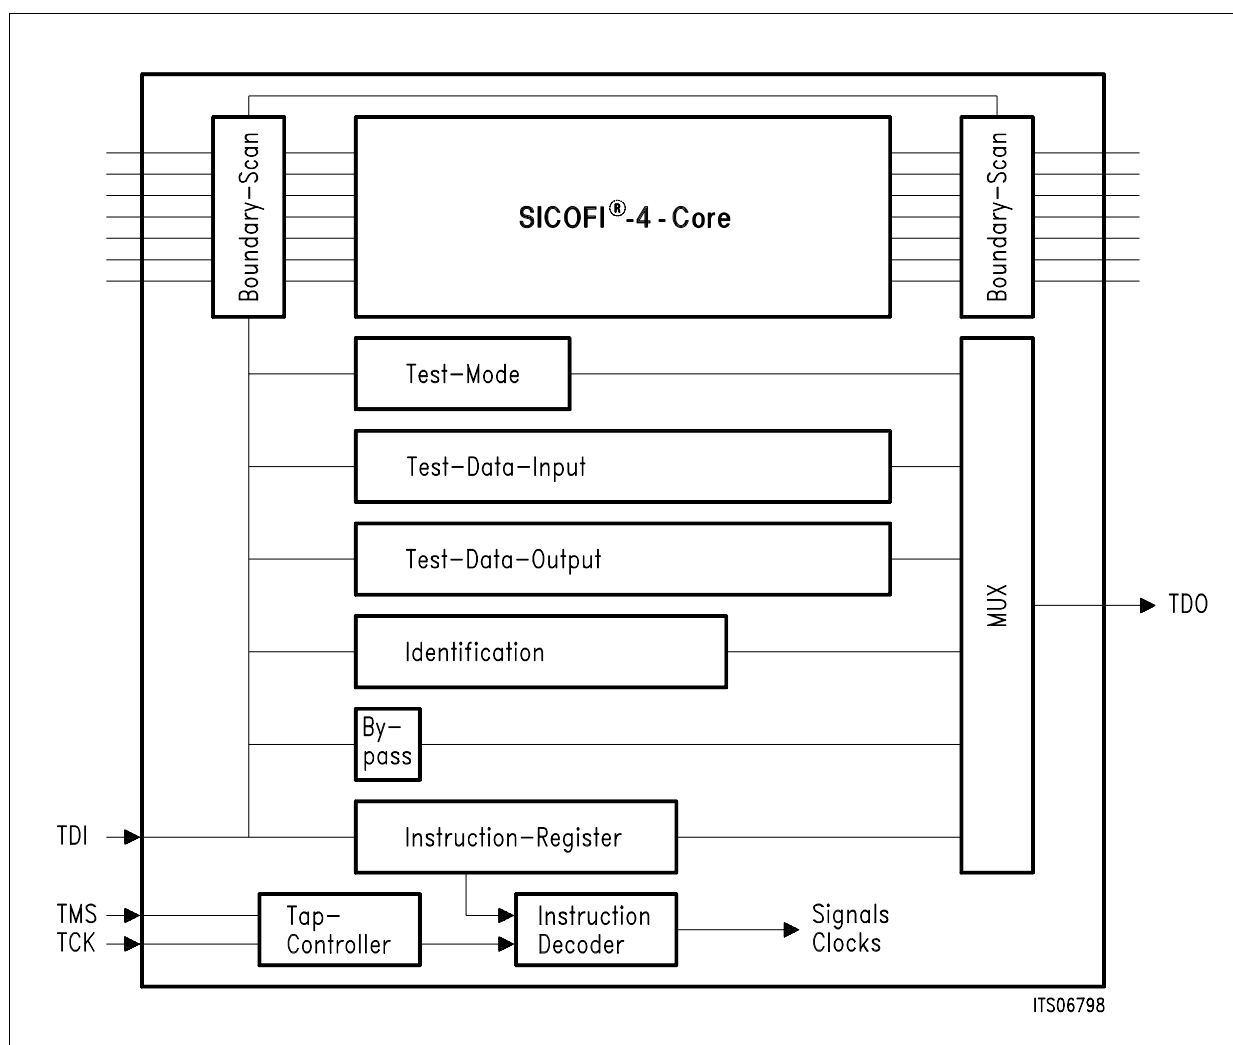 Boundary-Scan
SICOFI®-4 - Core
Boundary-Scan
Test-Mode
Test-Data-Input
Test-Data-Output
MUX
TDO
Identification
By-
pass
TDI
Instruction-Register
TMS
TCK
Tap-
Controller
Instruction
Decoder
Signals
Clocks
ITS06798